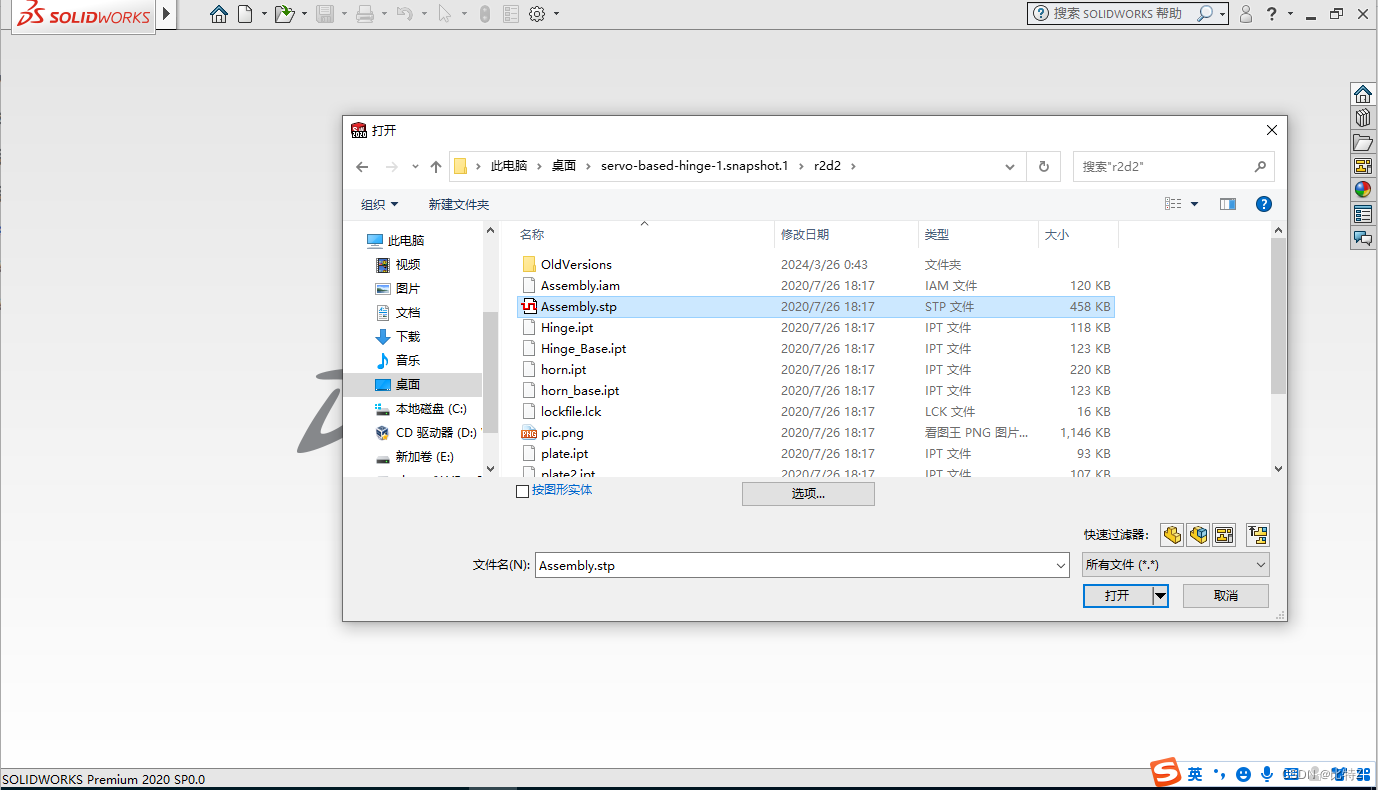 SOLIDWORKS
搜索 SOLIDWORKS 帮助
打开
此电脑 桌面 servo-based-hinge-1.snapshot.1 r2d2
搜索"r2d2"
组织 新建文件夹
此电脑
视频
图片
文档
下载
音乐
桌面
本地磁盘 (C:)
CD 驱动器 (D:)
新加卷 (E:)
名称 修改日期 类型 大小
OldVersions 2024/3/26 0:43 文件夹
Assembly.iam 2020/7/26 18:17 IAM 文件 120 KB
Assembly.stp 2020/7/26 18:17 STP 文件 458 KB
Hinge.ipt 2020/7/26 18:17 IPT 文件 118 KB
Hinge_Base.ipt 2020/7/26 18:17 IPT 文件 123 KB
horn.ipt 2020/7/26 18:17 IPT 文件 220 KB
horn_base.ipt 2020/7/26 18:17 IPT 文件 123 KB
lockfile.lck 2020/7/26 18:17 LCK 文件 16 KB
pic.png 2020/7/26 18:17 看图王 PNG 图片... 1,146 KB
plate.ipt 2020/7/26 18:17 IPT 文件 93 KB
plate2.ipt 2020/7/26 18:17 IPT 文件 107 KB
按图形实体 选项...
快速过滤器:
文件名(N): Assembly.stp 所有文件 (*.*)
打开 取消
SOLIDWORKS Premium 2020 SP0.0
英